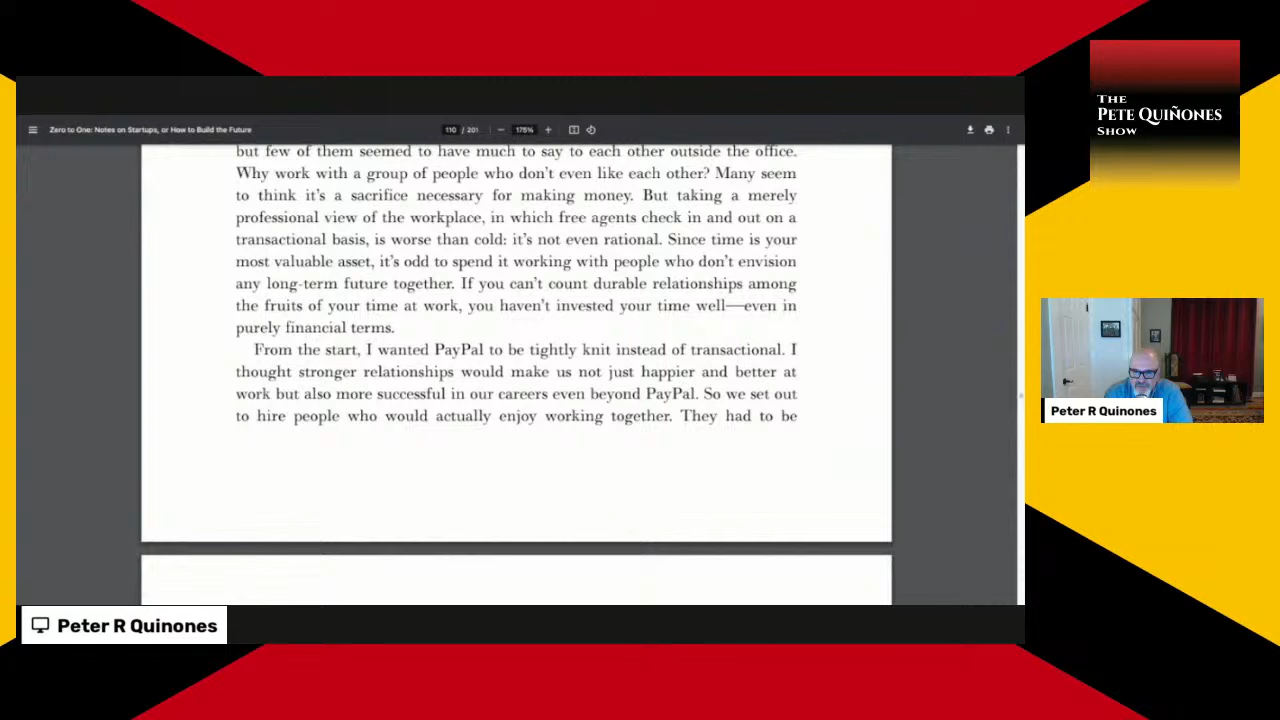 THE
PETE QUIÑONES
SHOW
Zero to One: Notes on Startups, or How to Build the Future
110 / 201
175%
but few of them seemed to have much to say to each other outside the office.
Why work with a group of people who don't even like each other? Many seem
to think it's a sacrifice necessary for making money. But taking a merely
professional view of the workplace, in which free agents check in and out on a
transactional basis, is worse than cold: it's not even rational. Since time is your
most valuable asset, it's odd to spend it working with people who don't envision
any long-term future together. If you can't count durable relationships among
the fruits of your time at work, you haven't invested your time well—even in
purely financial terms.
From the start, I wanted PayPal to be tightly knit instead of transactional. I
thought stronger relationships would make us not just happier and better at
work but also more successful in our careers even beyond PayPal. So we set out
to hire people who would actually enjoy working together. They had to be
Peter R Quinones
Peter R Quinones